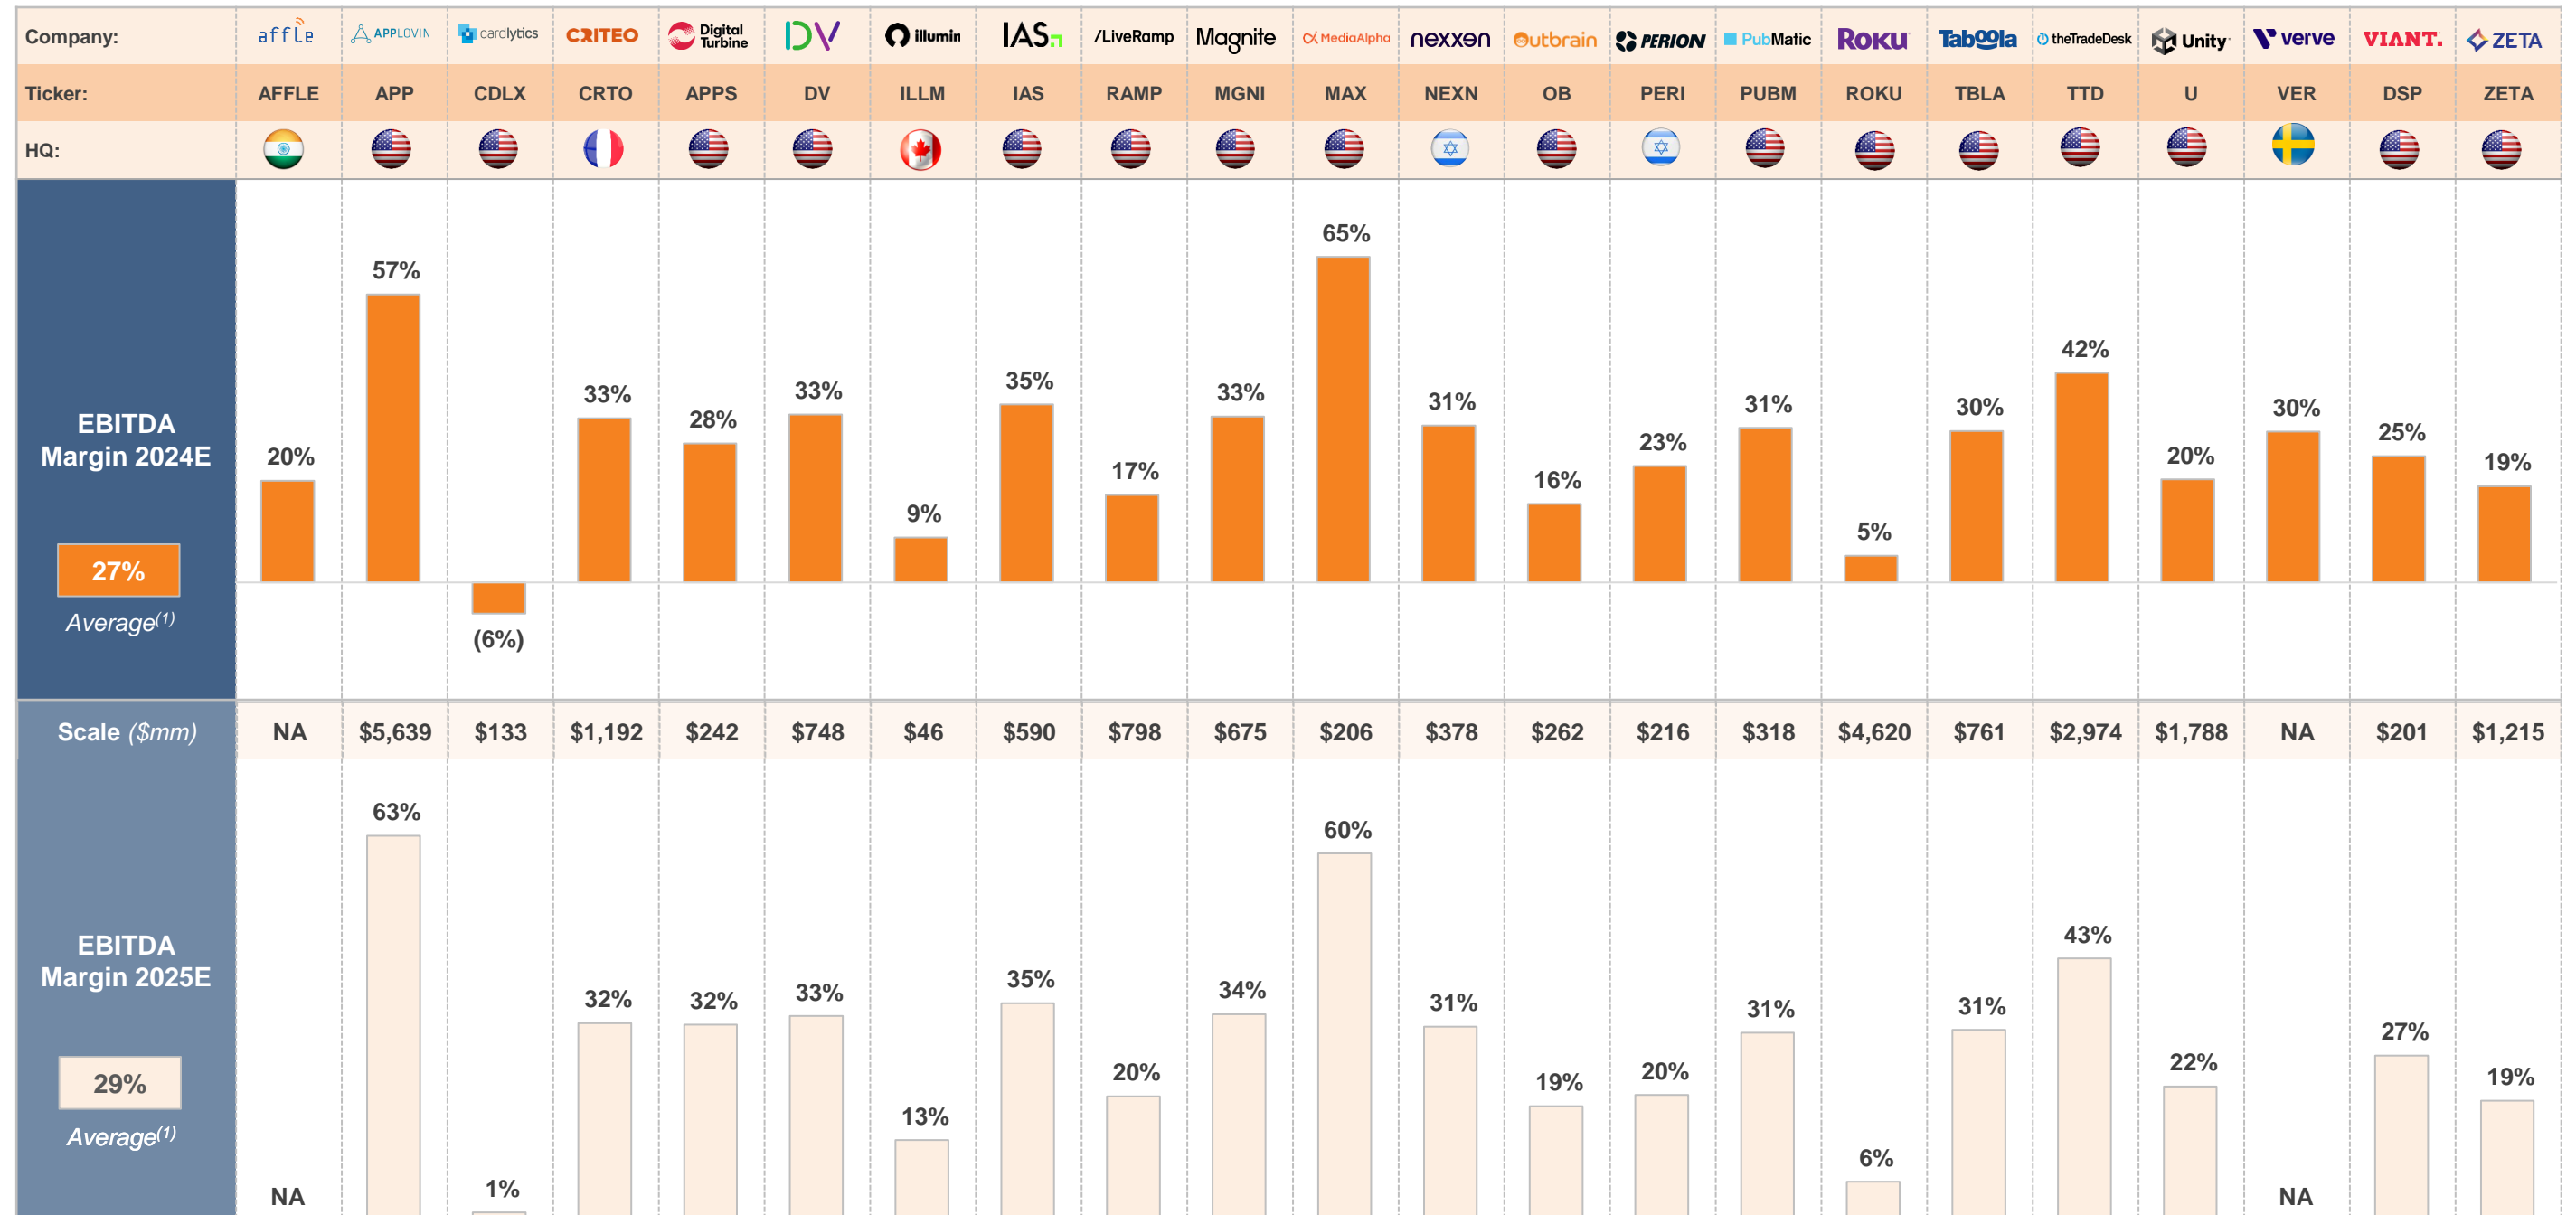 Company: affle APPLOVIN cardlytics CRITEO Digital Turbine DV illumin IAS /LiveRamp Magnite MediaAlpha nexxen Outbrain PERION PubMatic ROKU Taboola theTradeDesk Unity verve VIANT. ZETA
Ticker: AFFLE APP CDLX CRTO APPS DV ILLM IAS RAMP MGNI MAX NEXN OB PERI PUBM ROKU TBLA TTD U VER DSP ZETA
HQ:
EBITDA
Margin 2024E
27%
Average(1)
20% 57% (6%) 33% 28% 33% 9% 35% 17% 33% 65% 31% 16% 23% 31% 5% 30% 42% 20% 30% 25% 19%
Scale ($mm) NA $5,639 $133 $1,192 $242 $748 $46 $590 $798 $675 $206 $378 $262 $216 $318 $4,620 $761 $2,974 $1,788 NA $201 $1,215
EBITDA
Margin 2025E
29%
Average(1)
NA 63% 1% 32% 32% 33% 13% 35% 20% 34% 60% 31% 19% 20% 31% 6% 31% 43% 22% NA 27% 19%